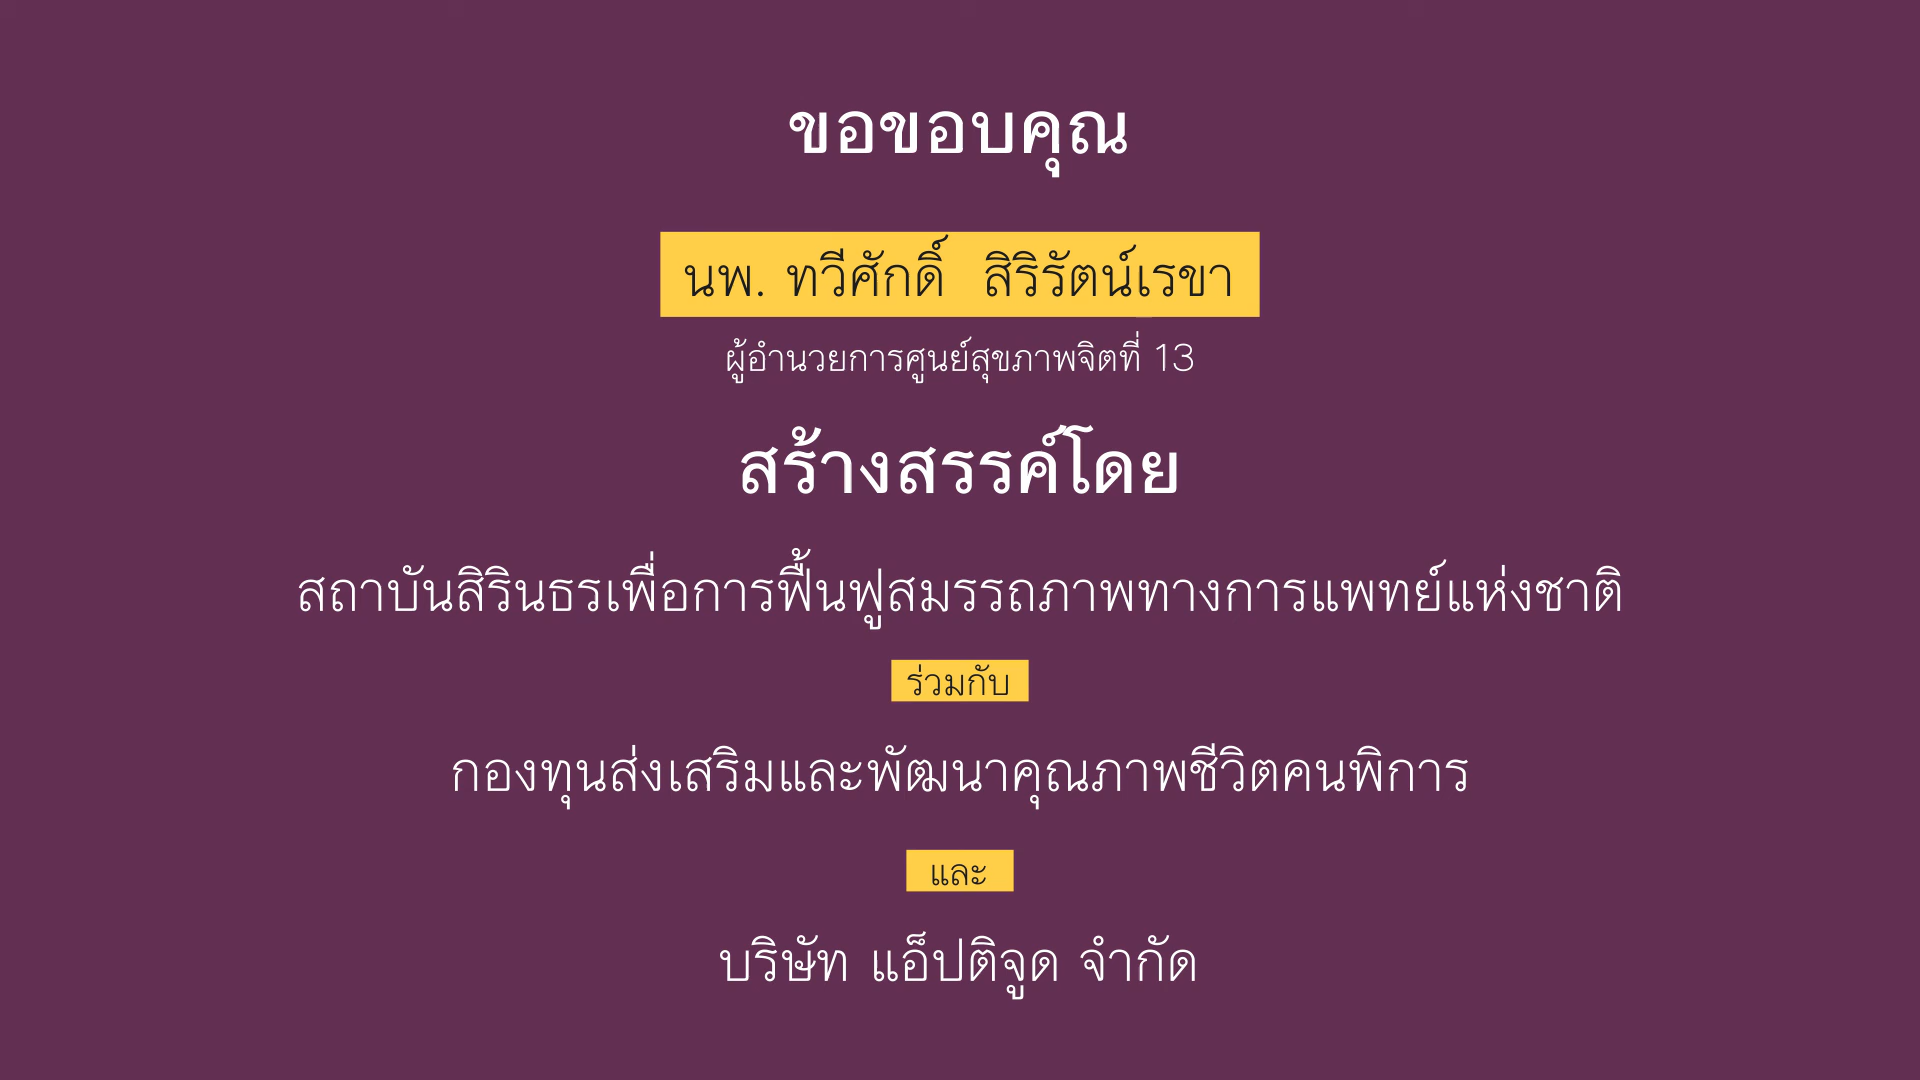 ขอขอบคุณ
นพ. ทวีศักดิ์ สิริรัตน์เรขา
ผู้อำนวยการศูนย์สุขภาพจิตที่ 13
สร้างสรรค์โดย
สถาบันสิรินธรเพื่อการฟื้นฟูสมรรถภาพทางการแพทย์แห่งชาติ
ร่วมกับ
กองทุนส่งเสริมและพัฒนาคุณภาพชีวิตคนพิการ
และ
บริษัท แอ็ปติจูด จำกัด